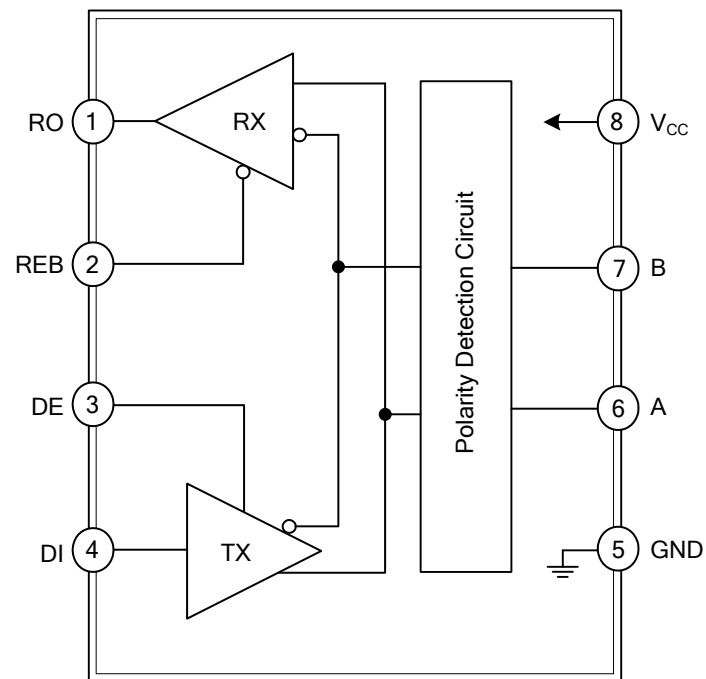 RO 1
RX
8 VCC
REB 2
7 B
Polarity Detection Circuit
DE 3
6 A
DI 4
TX
5 GND